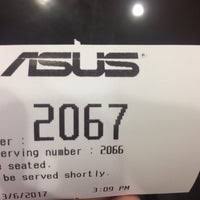 ASUS
er : 2067
erving number : 2066
s seated.
be served shortly.
3/6/2017 3:09 PM